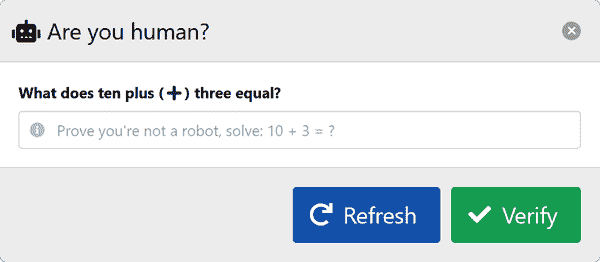 Are you human?
What does ten plus (+) three equal?
Prove you're not a robot, solve: 10 + 3 = ?
Refresh
Verify